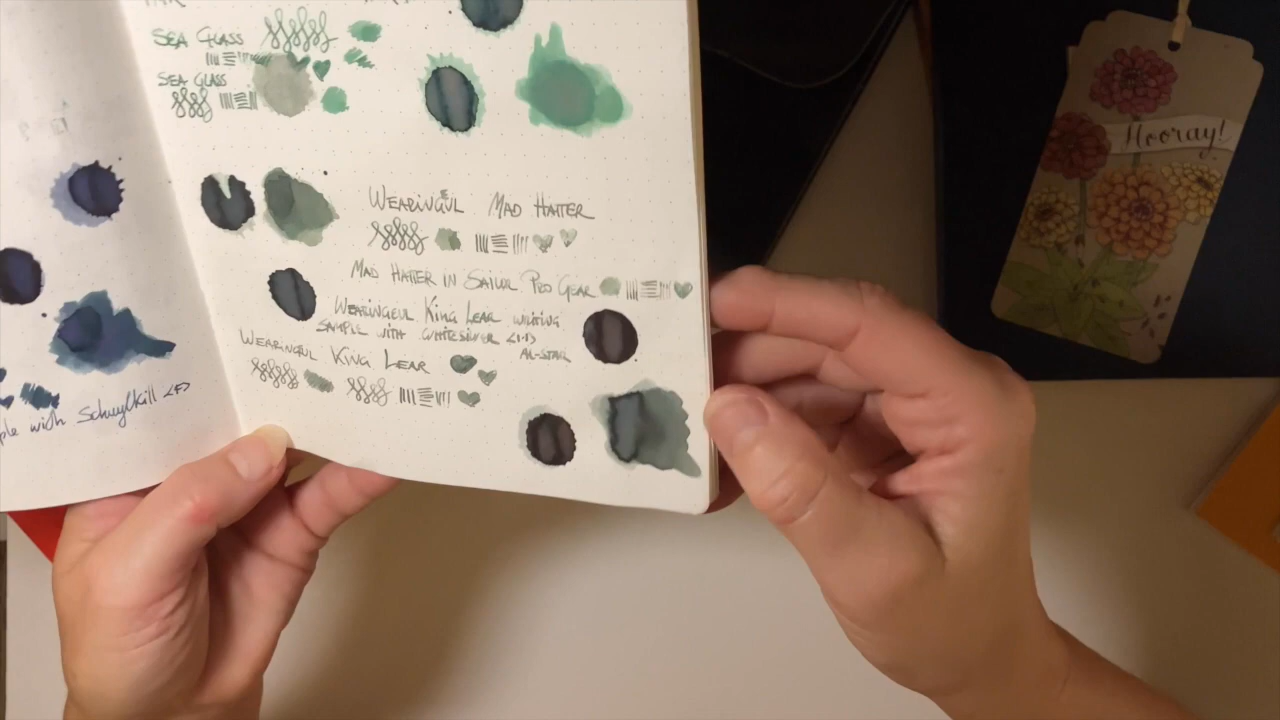 Sea Glass
Sea Glass
Wearingeul Mad Hatter
Mad Hatter in Sailor Pro Gear
Wearingeul King Lear writing
sample with Whitesilver <1.1>
Al-Star
Wearingeul King Lear
with Schuylkill <F>
Hooray!